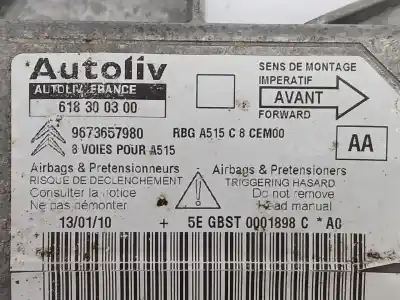 Autoliv
AUTOLIV FRANCE
618 30 03 00
SENS DE MONTAGE
IMPERATIF
AVANT
FORWARD
9673657980 RBG A515 C 8 CEM00
8 VOIES POUR A515
AA
Airbags & Pretensionneurs
RISQUE DE DECLENCHEMENT
Consulter la notice
Ne pas démonter
Airbags & Pretensioners
TRIGGERING HASARD
Do not remove
Read manual
13/01/10 + 5E GBST 0001898 C * A0